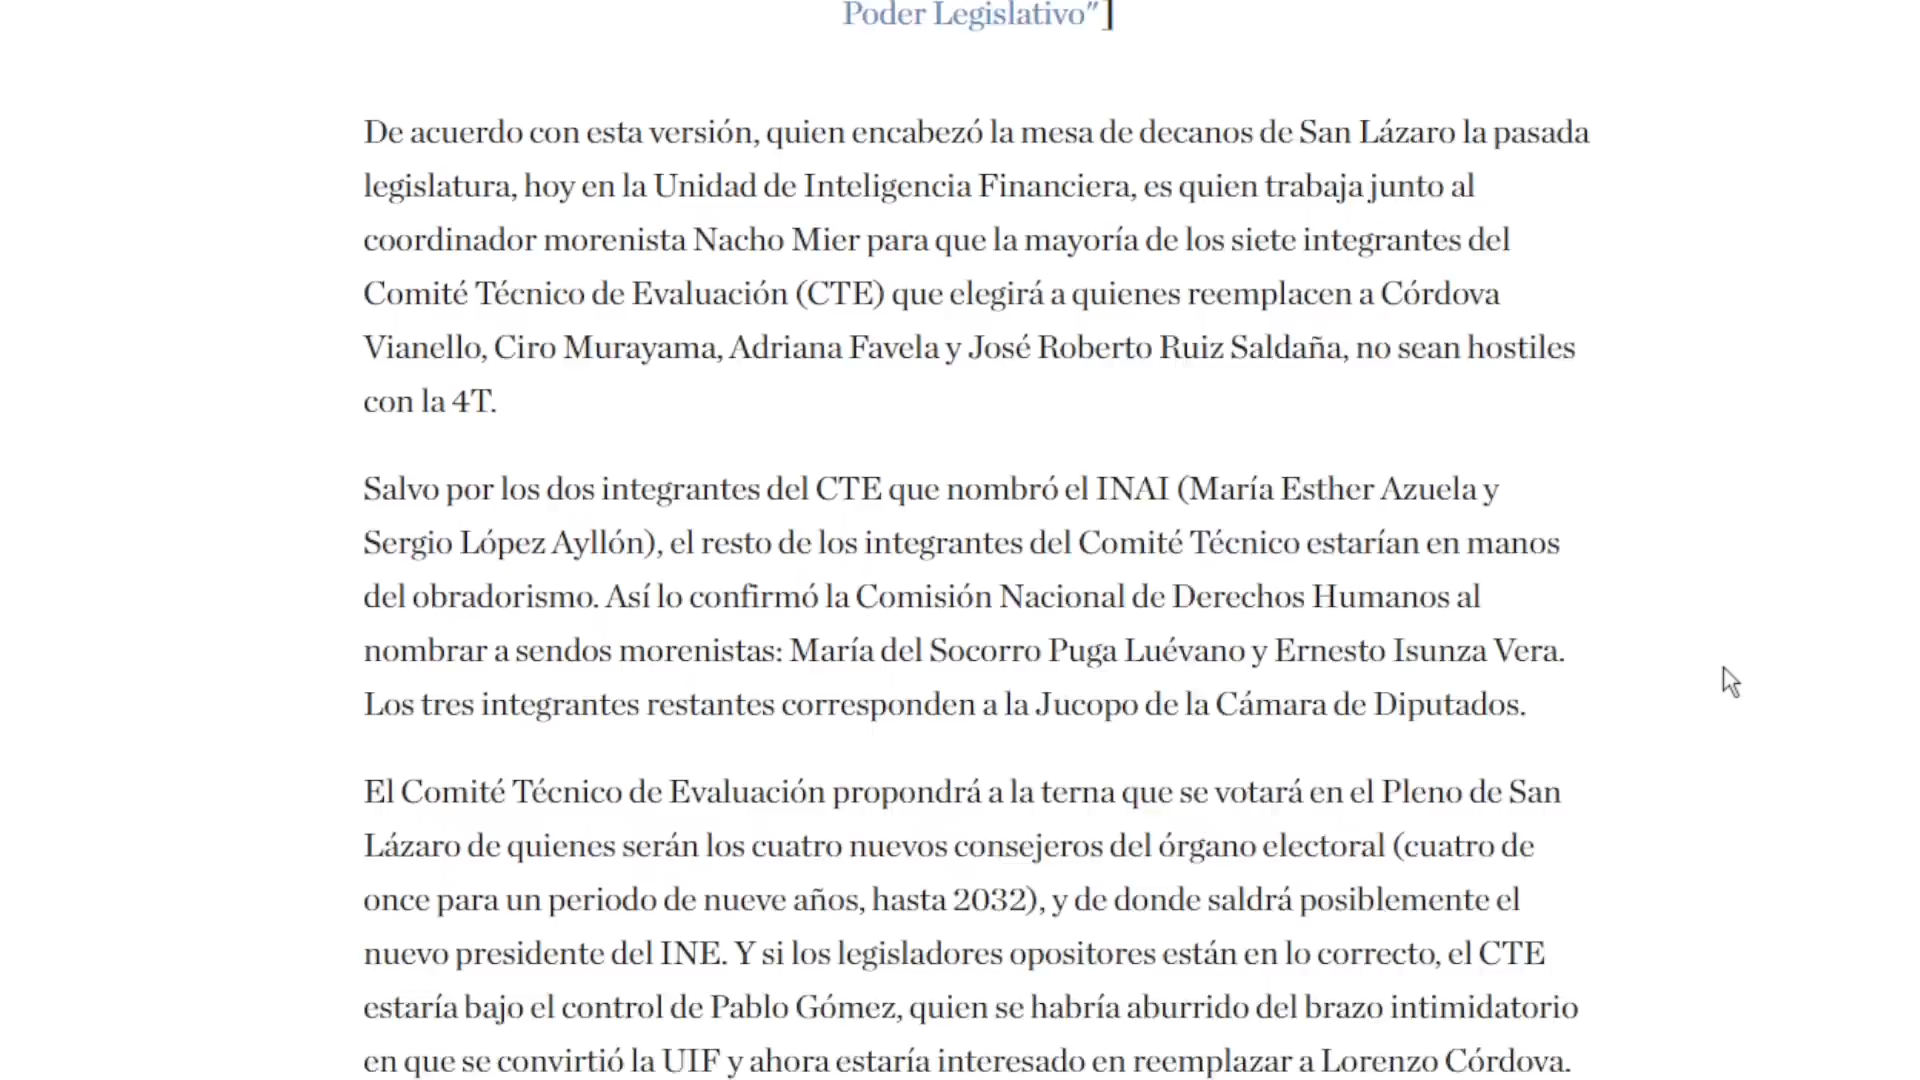 Poder Legislativo"]
De acuerdo con esta versión, quien encabezó la mesa de decanos de San Lázaro la pasada
legislatura, hoy en la Unidad de Inteligencia Financiera, es quien trabaja junto al
coordinador morenista Nacho Mier para que la mayoría de los siete integrantes del
Comité Técnico de Evaluación (CTE) que elegirá a quienes reemplacen a Córdova
Vianello, Ciro Murayama, Adriana Favela y José Roberto Ruiz Saldaña, no sean hostiles
con la 4T.
Salvo por los dos integrantes del CTE que nombró el INAI (María Esther Azuela y
Sergio López Ayllón), el resto de los integrantes del Comité Técnico estarían en manos
del obradorismo. Así lo confirmó la Comisión Nacional de Derechos Humanos al
nombrar a sendos morenistas: María del Socorro Puga Luévano y Ernesto Isunza Vera.
Los tres integrantes restantes corresponden a la Jucopo de la Cámara de Diputados.
El Comité Técnico de Evaluación propondrá a la terna que se votará en el Pleno de San
Lázaro de quienes serán los cuatro nuevos consejeros del órgano electoral (cuatro de
once para un periodo de nueve años, hasta 2032), y de donde saldrá posiblemente el
nuevo presidente del INE. Y si los legisladores opositores están en lo correcto, el CTE
estaría bajo el control de Pablo Gómez, quien se habría aburrido del brazo intimidatorio
en que se convirtió la UIF y ahora estaría interesado en reemplazar a Lorenzo Córdova.